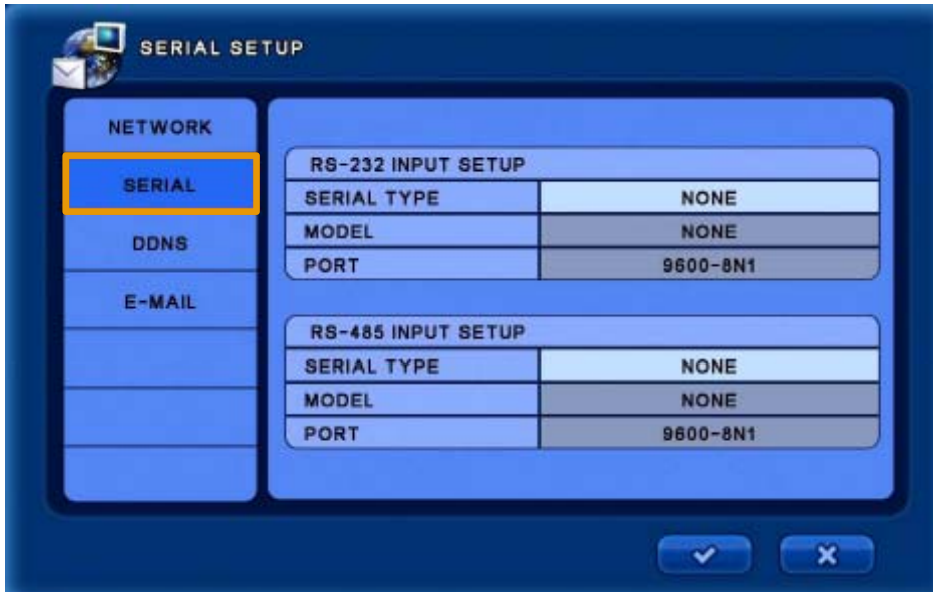 SERIAL SETUP
NETWORK
SERIAL
DDNS
E-MAIL
RS-232 INPUT SETUP
SERIAL TYPE NONE
MODEL NONE
PORT 9600-8N1
RS-485 INPUT SETUP
SERIAL TYPE NONE
MODEL NONE
PORT 9600-8N1